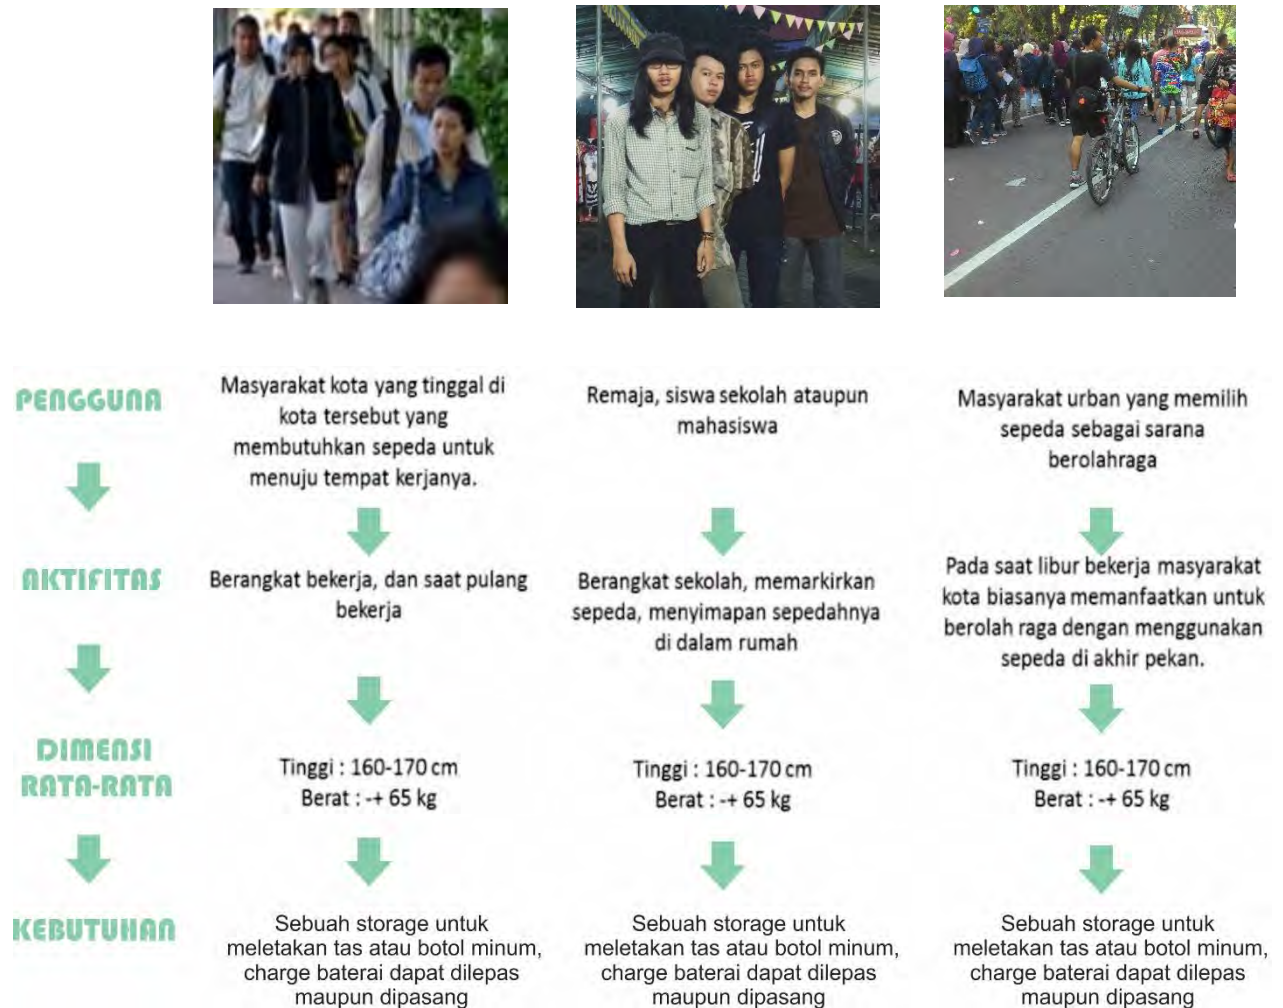 PENGGUNA
Masyarakat kota yang tinggal di
kota tersebut yang
membutuhkan sepeda untuk
menuju tempat kerjanya.
Remaja, siswa sekolah ataupun
mahasiswa
Masyarakat urban yang memilih
sepeda sebagai sarana
berolahraga
AKTIFITAS
Berangkat bekerja, dan saat pulang
bekerja
Berangkat sekolah, memarkirkan
sepeda, menyimapan sepedahnya
di dalam rumah
Pada saat libur bekerja masyarakat
kota biasanya memanfaatkan untuk
berolah raga dengan menggunakan
sepeda di akhir pekan.
DIMENSI
RATA-RATA
Tinggi : 160-170 cm
Berat : -+ 65 kg
Tinggi : 160-170 cm
Berat : -+ 65 kg
Tinggi : 160-170 cm
Berat : -+ 65 kg
KEBUTUHAN
Sebuah storage untuk
meletakan tas atau botol minum,
charge baterai dapat dilepas
maupun dipasang
Sebuah storage untuk
meletakan tas atau botol minum,
charge baterai dapat dilepas
maupun dipasang
Sebuah storage untuk
meletakan tas atau botol minum,
charge baterai dapat dilepas
maupun dipasang